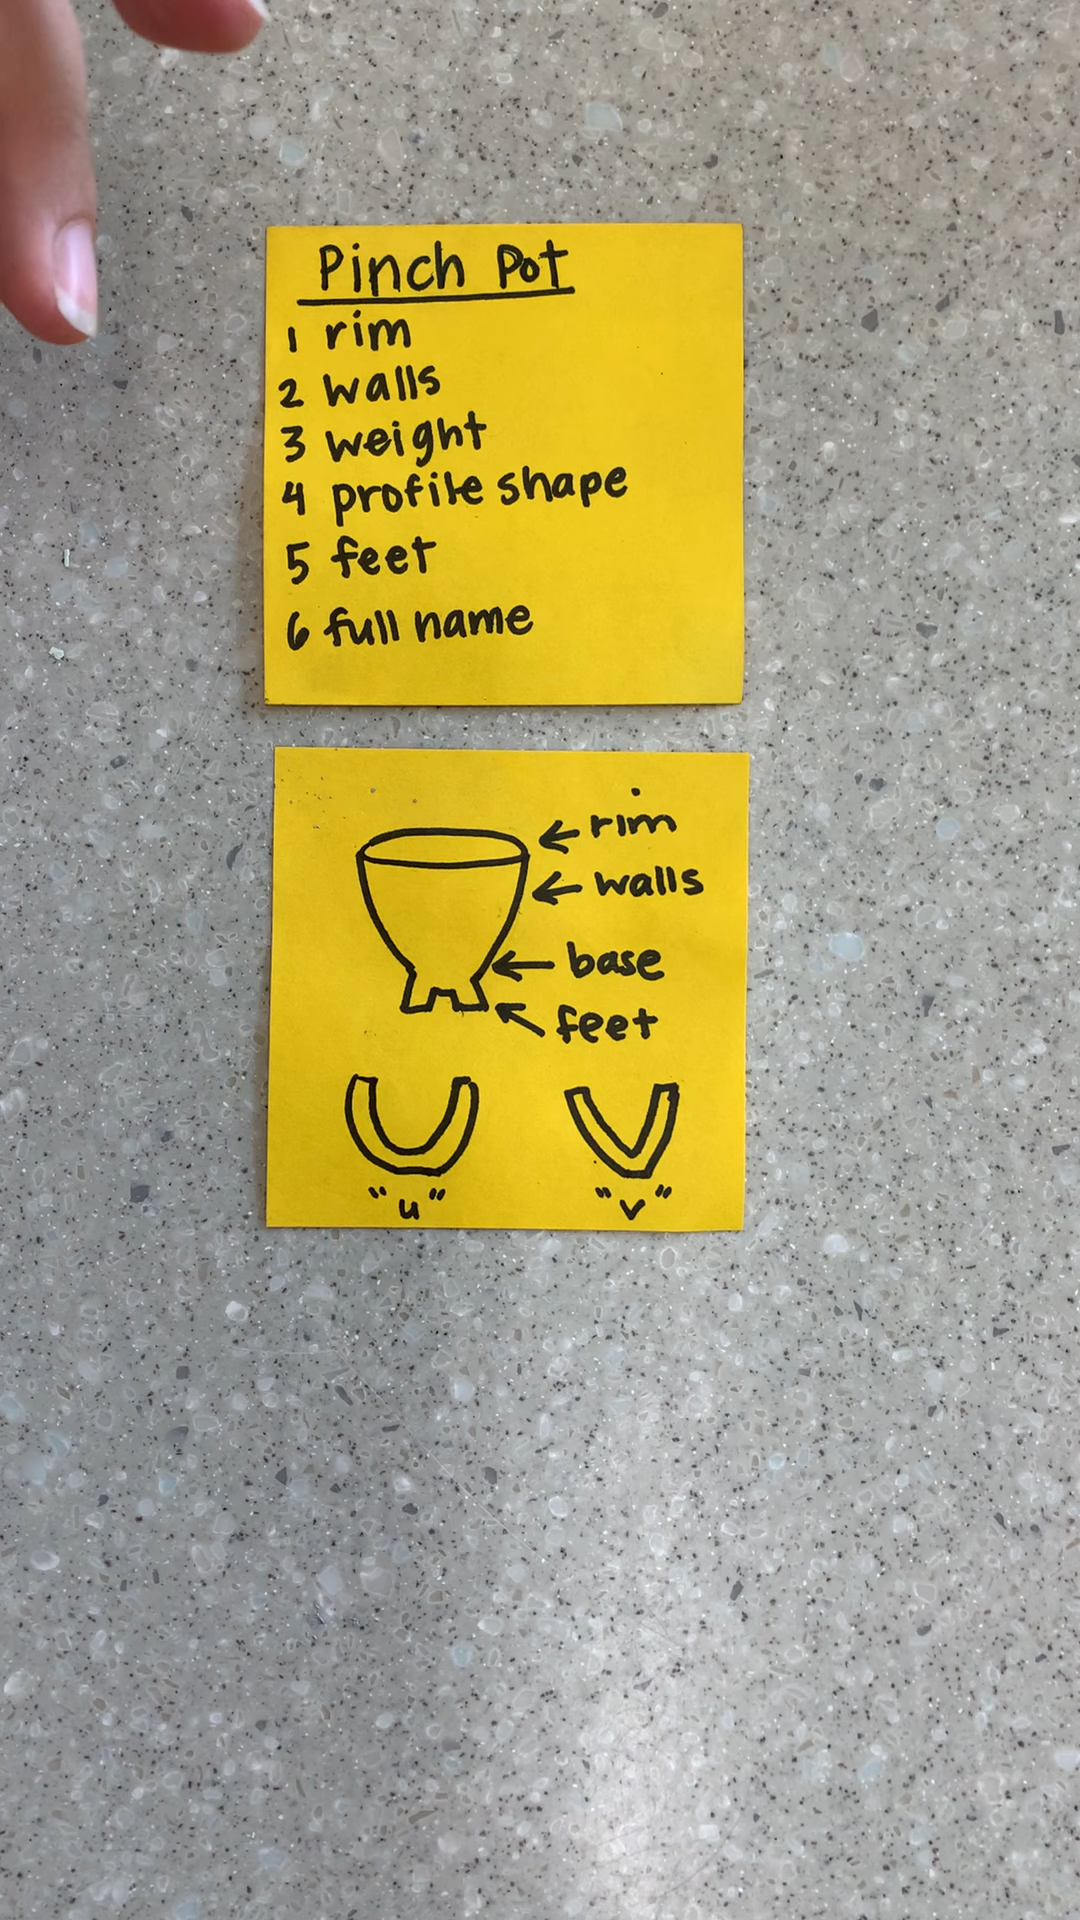 Pinch Pot
1 rim
2 walls
3 weight
4 profile shape
5 feet
6 full name
rim
walls
base
feet
"u" "v"